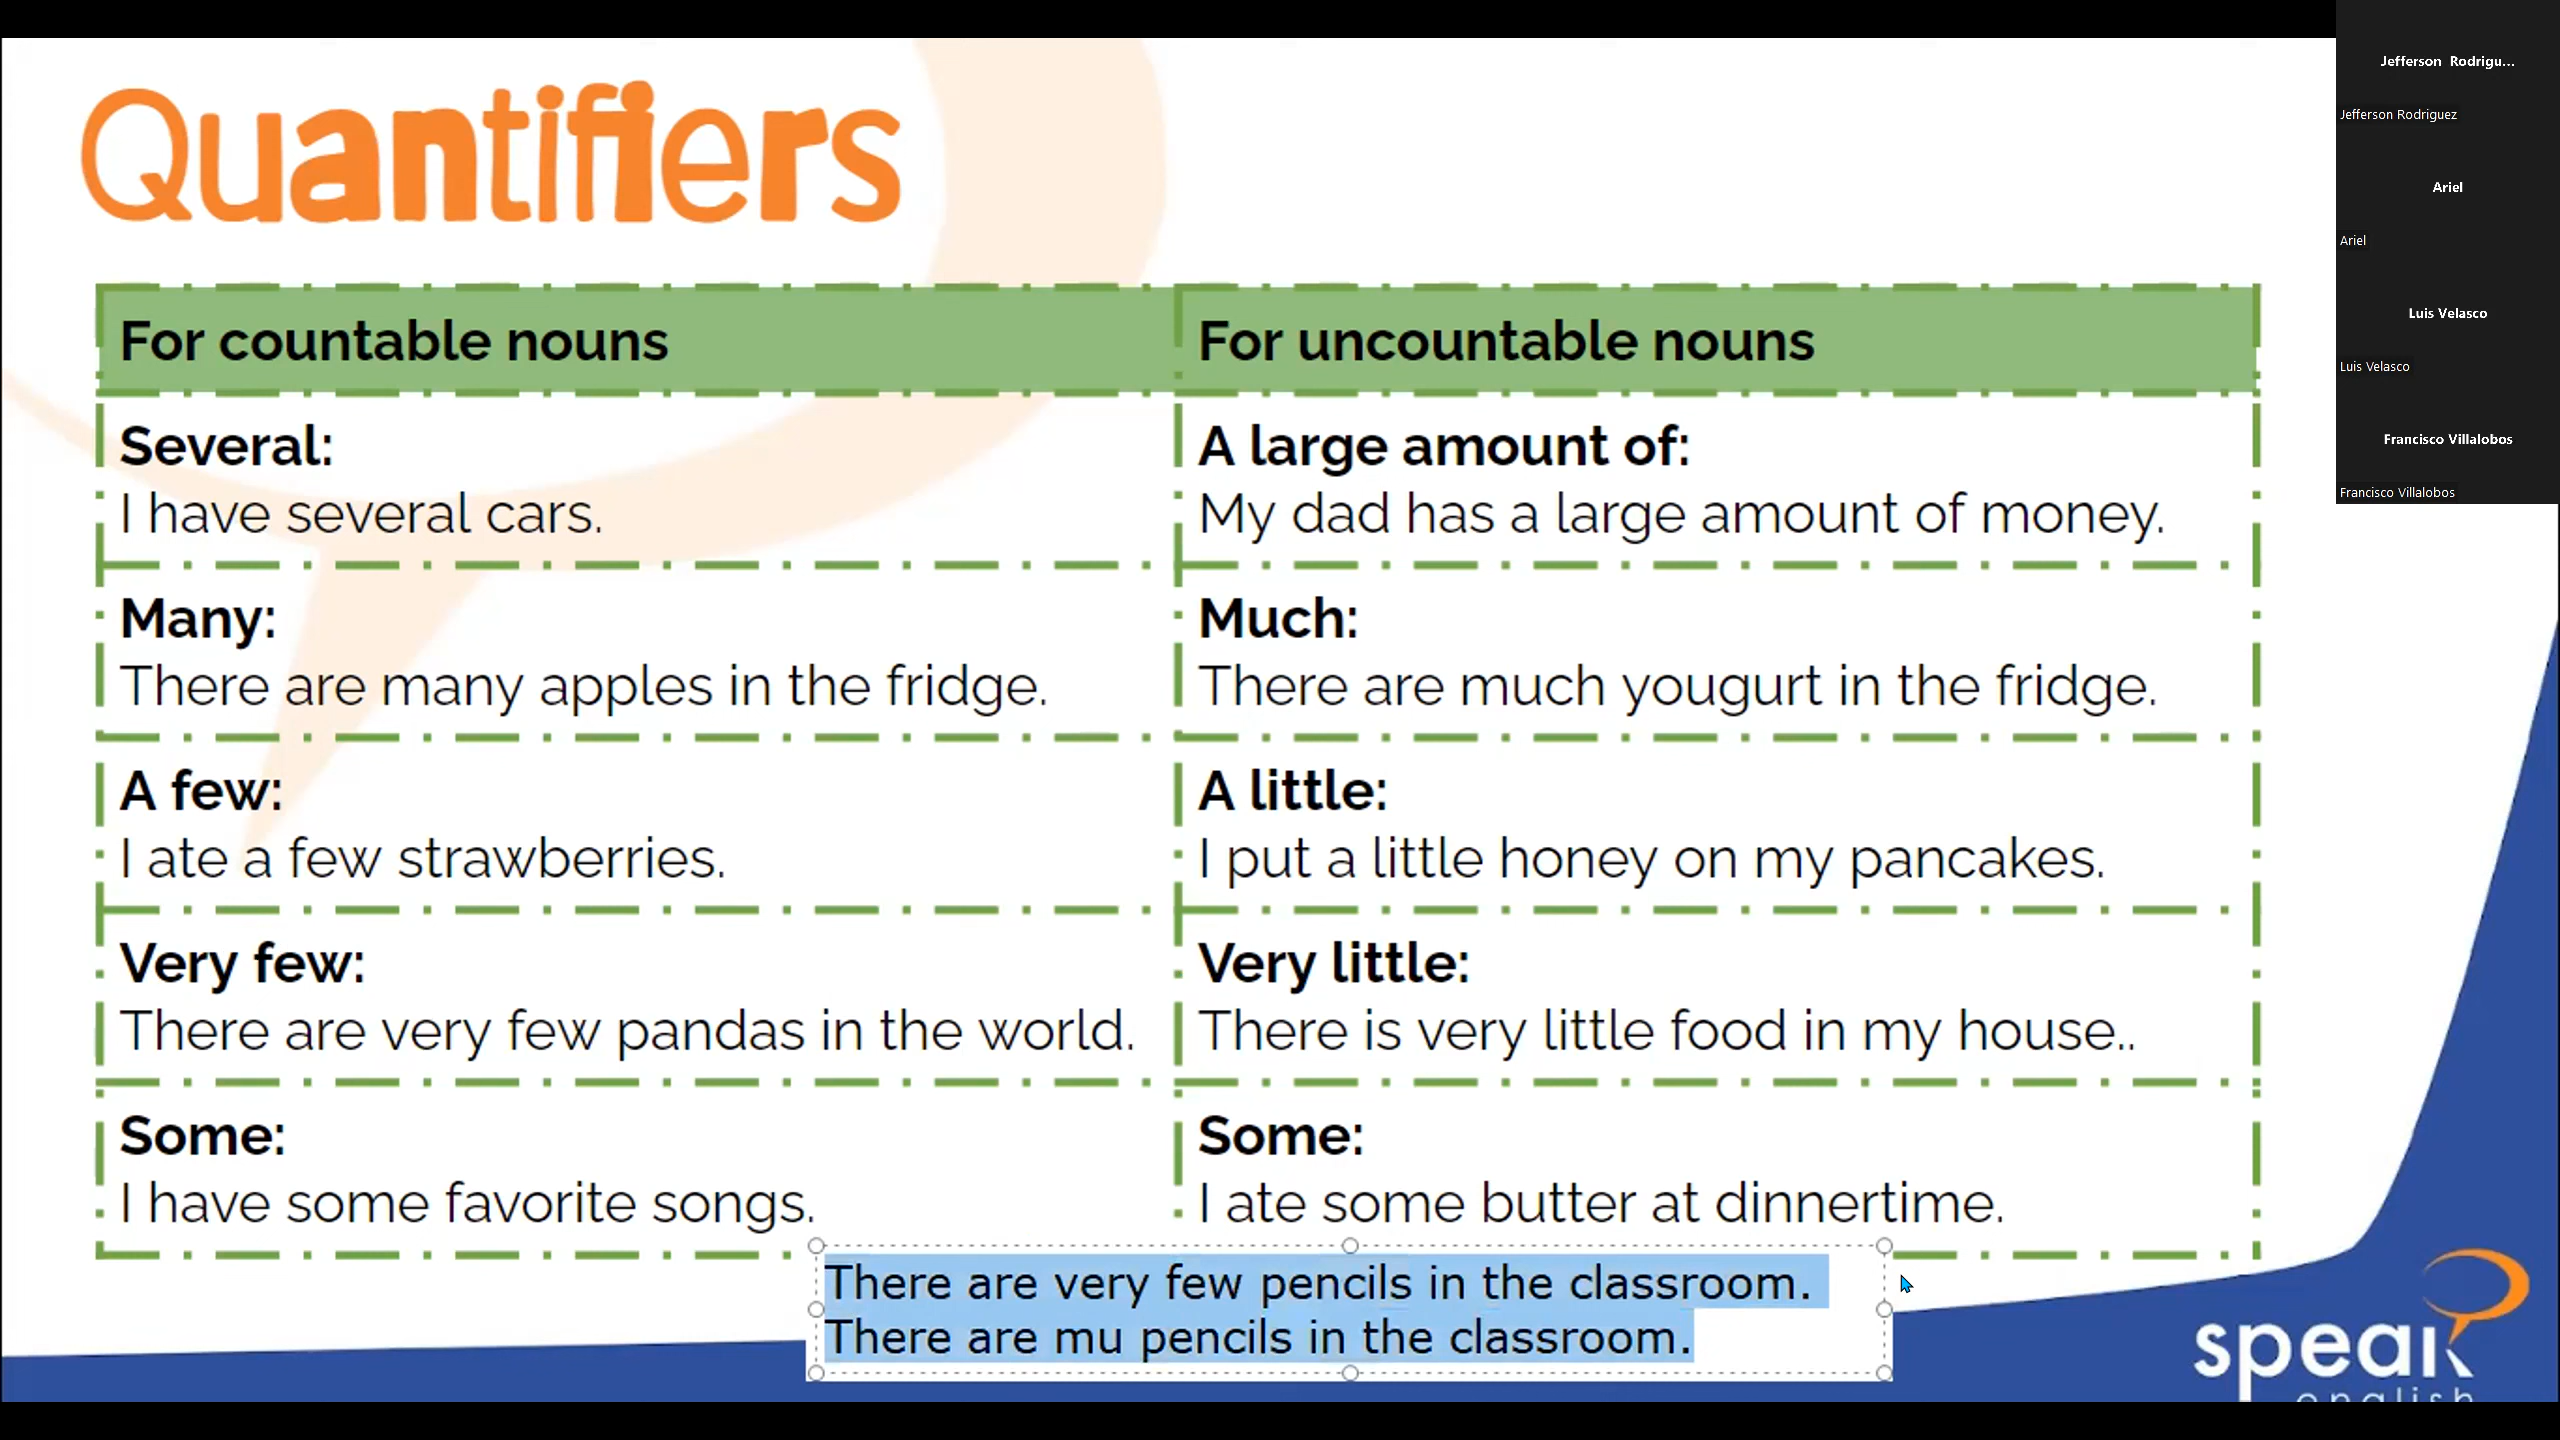 Quantifiers
For countable nouns
For uncountable nouns
Several:
I have several cars.
A large amount of:
My dad has a large amount of money.
Many:
There are many apples in the fridge.
Much:
There are much yougurt in the fridge.
A few:
I ate a few strawberries.
A little:
I put a little honey on my pancakes.
Very few:
There are very few pandas in the world.
Very little:
There is very little food in my house..
Some:
I have some favorite songs.
Some:
I ate some butter at dinnertime.
There are very few pencils in the classroom.
There are mu pencils in the classroom.
speak
english
Jefferson Rodrigu...
Jefferson Rodriguez
Ariel
Ariel
Luis Velasco
Luis Velasco
Francisco Villalobos
Francisco Villalobos